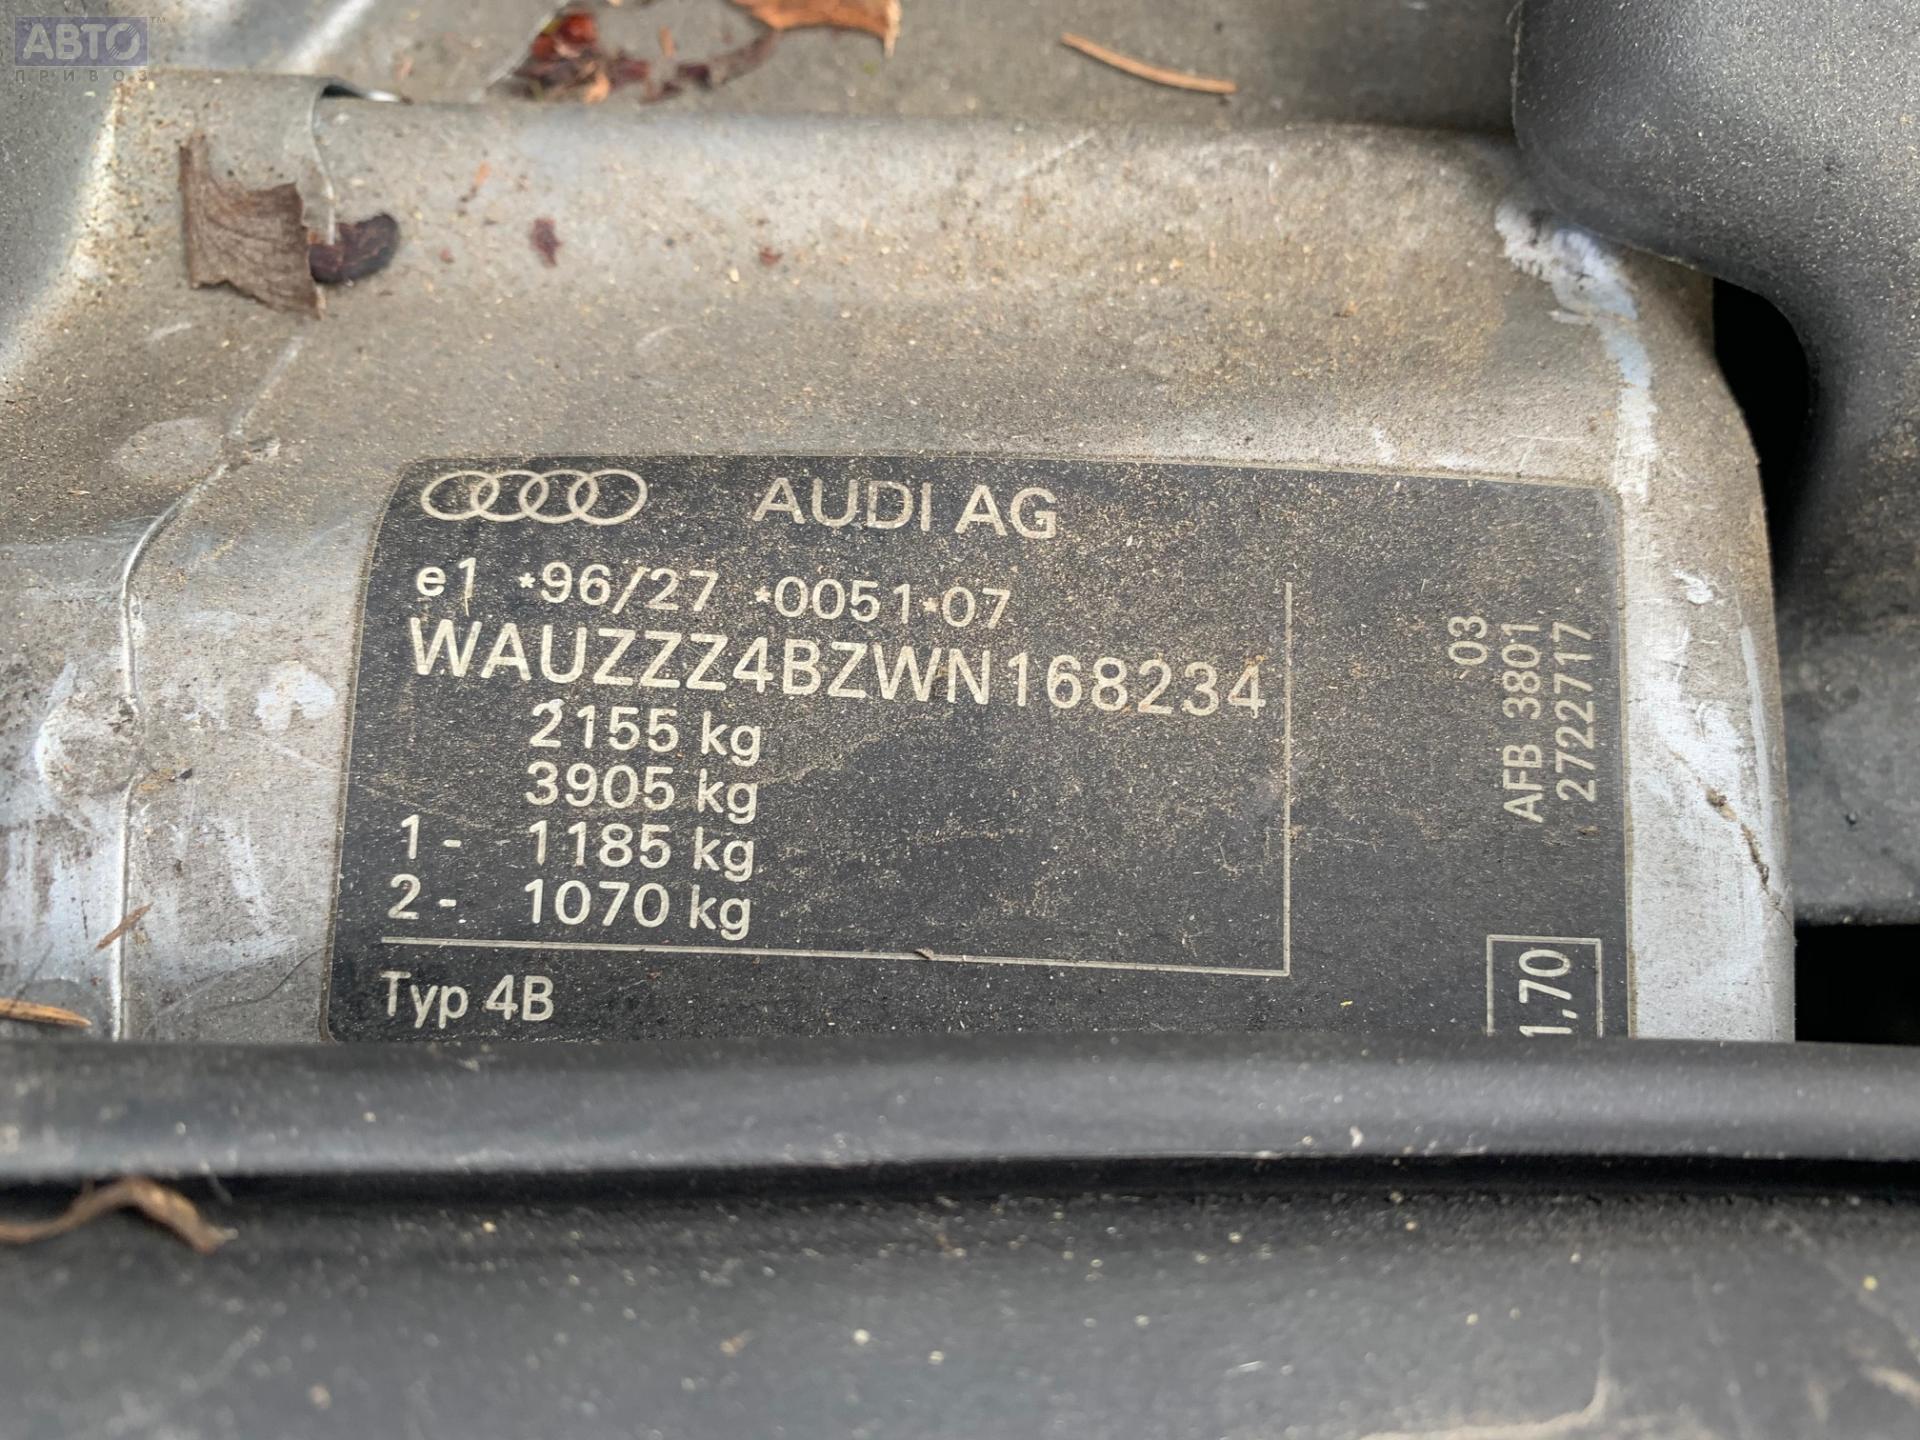 АВТО™
ПРИВОЗ
AUDI AG
e1 *96/27 *0051*07
WAUZZZ4BZWN168234
2155 kg
3905 kg
1- 1185 kg
2- 1070 kg
Typ 4B
03
AFB 3801
2722717
1,70